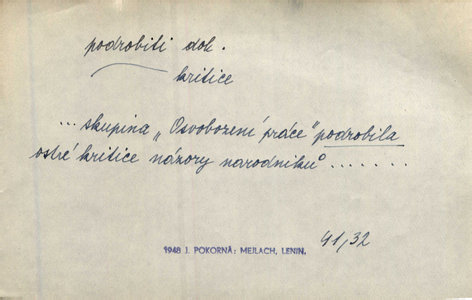 podrobiti dok.
kritice
... skupina „Osvobození práce" podrobila
ostré kritice názory narodniků .......
41/32
1948 J. POKORNÁ: MEJLACH, LENIN.